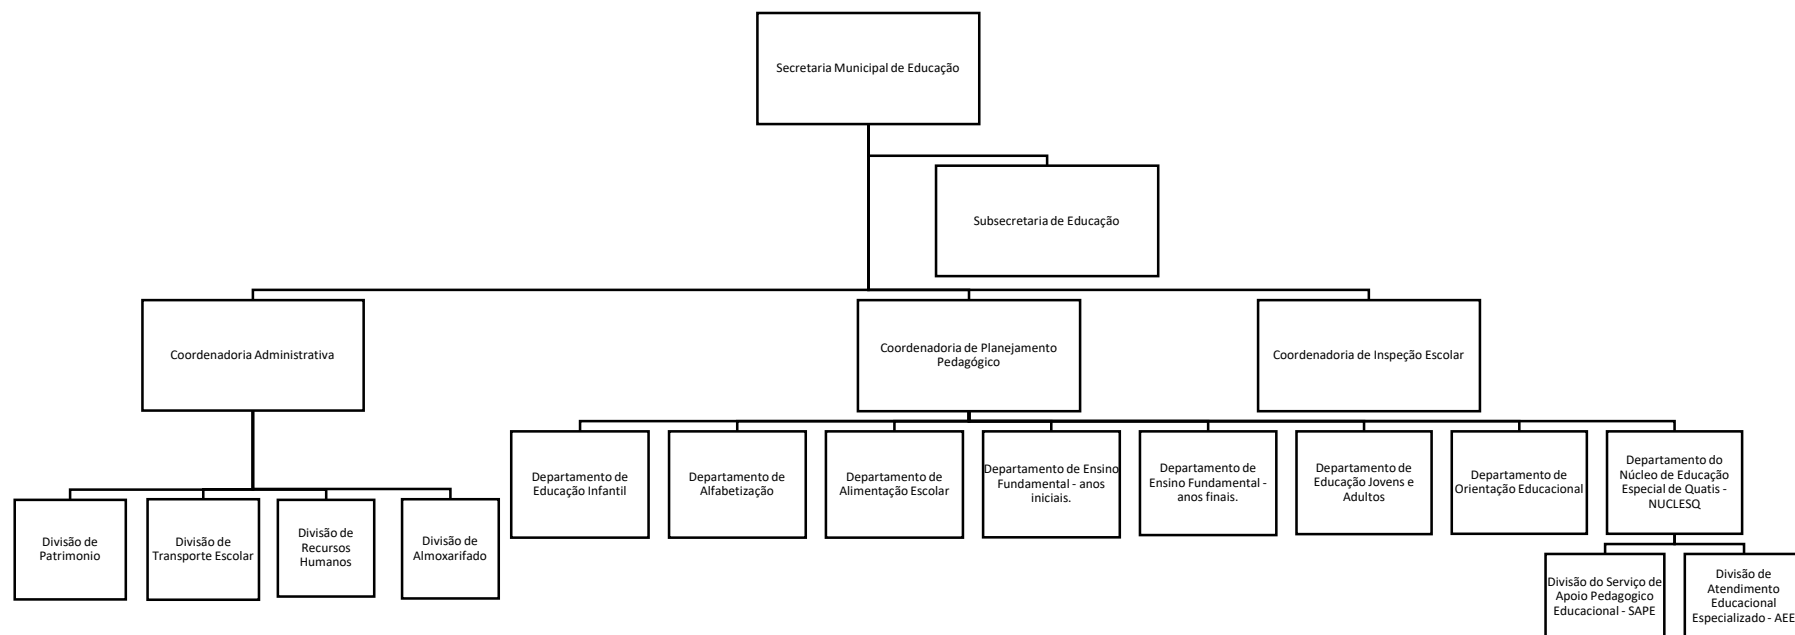 Secretaria Municipal de Educação
Subsecretaria de Educação
Coordenadoria Administrativa
Coordenadoria de Planejamento
Pedagógico
Coordenadoria de Inspeção Escolar
Departamento de
Educação Infantil
Departamento de
Alfabetização
Departamento de
Alimentação Escolar
Departamento de Ensino
Fundamental - anos
iniciais.
Departamento de
Ensino Fundamental -
anos finais.
Departamento de
Educação Jovens e
Adultos
Departamento de
Orientação Educacional
Departamento do
Núcleo de Educação
Especial de Quatis -
NUCLESQ
Divisão de
Patrimonio
Divisão de
Transporte Escolar
Divisão de
Recursos
Humanos
Divisão de
Almoxarifado
Divisão do Serviço de
Apoio Pedagogico
Educacional - SAPE
Divisão de
Atendimento
Educacional
Especializado - AEE